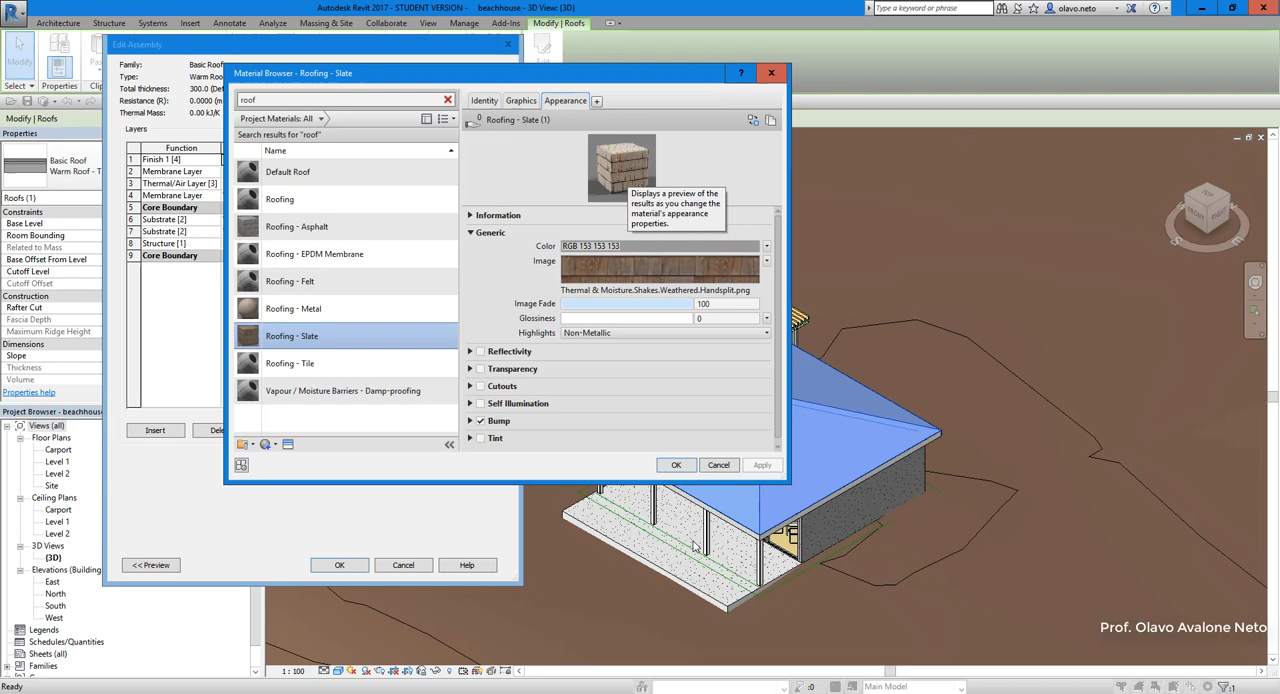 Autodesk Revit 2017 - STUDENT VERSION - beachhouse - 3D View: {3D}
Type a keyword or phrase
olavo.neto
Architecture Structure Systems Insert Annotate Analyze Massing & Site Collaborate View Manage Add-Ins Modify | Roofs
Modify
Select Properties
Edit
Modify | Roofs
Properties
Basic Roof
Warm Roof - T
Roofs (1)
Constraints
Base Level
Room Bounding
Related to Mass
Base Offset From Level
Cutoff Level
Cutoff Offset
Construction
Rafter Cut
Fascia Depth
Maximum Ridge Height
Dimensions
Slope
Thickness
Volume
Properties help
Project Browser - beachhouse
Views (all)
Floor Plans
Carport
Level 1
Level 2
Site
Ceiling Plans
Carport
Level 1
Level 2
3D Views
{3D}
Elevations (Building
East
North
South
West
Legends
Schedules/Quantities
Sheets (all)
Families
Ready
Edit Assembly
Family: Basic Roof
Type: Warm Roof
Total thickness: 300.0 (Default)
Resistance (R): 0.0000 (m
Thermal Mass: 0.00 kJ/K
Layers
Function
1 Finish 1 [4]
2 Membrane Layer
3 Thermal/Air Layer [3]
4 Membrane Layer
5 Core Boundary
6 Substrate [2]
7 Substrate [2]
8 Structure [1]
9 Core Boundary
Insert
<< Preview OK Cancel Help
Material Browser - Roofing - Slate
?
roof
Project Materials: All
Search results for "roof"
Name
Default Roof
Roofing
Roofing - Asphalt
Roofing - EPDM Membrane
Roofing - Felt
Roofing - Metal
Roofing - Slate
Roofing - Tile
Vapour / Moisture Barriers - Damp-proofing
Identity Graphics Appearance
0 Roofing - Slate (1)
Displays a preview of the
results as you change the
material's appearance
properties.
Information
Generic
Color RGB 153 153 153
Image
Thermal & Moisture.Shakes.Weathered.Handsplit.png
Image Fade 100
Glossiness 0
Highlights Non-Metallic
Reflectivity
Transparency
Cutouts
Self Illumination
Bump
Tint
OK Cancel Apply
TOP
FRONT
RIGHT
Prof. Olavo Avalone Neto
1 : 100
:0
Main Model
:1